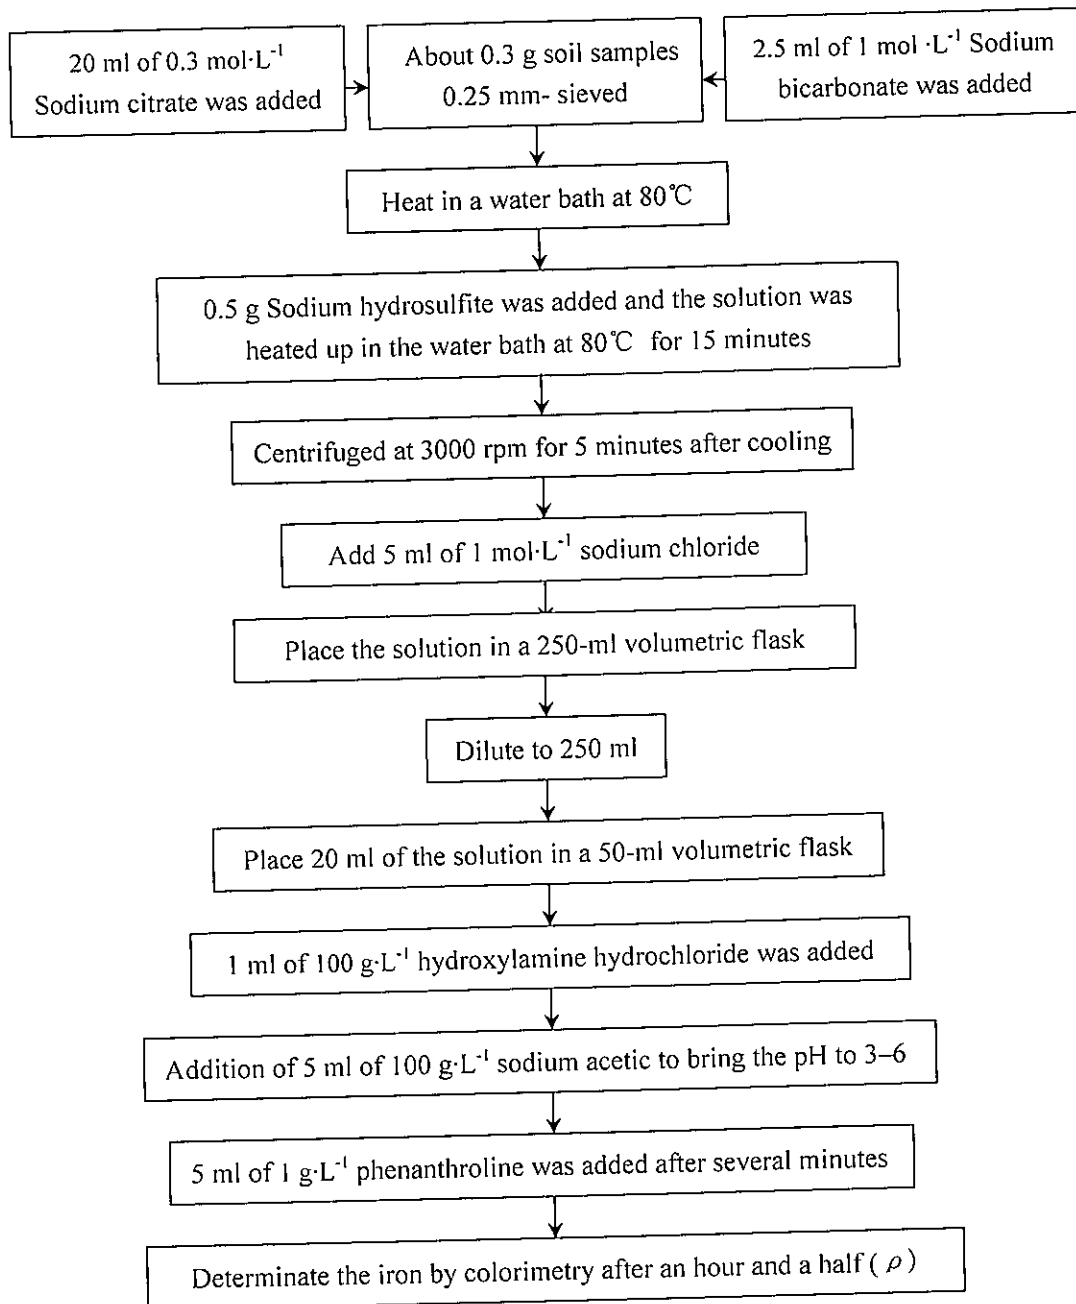 20 ml of 0.3 mol·L⁻¹
Sodium citrate was added
About 0.3 g soil samples
0.25 mm- sieved
2.5 ml of 1 mol ·L⁻¹ Sodium
bicarbonate was added
Heat in a water bath at 80℃
0.5 g Sodium hydrosulfite was added and the solution was
heated up in the water bath at 80℃ for 15 minutes
Centrifuged at 3000 rpm for 5 minutes after cooling
Add 5 ml of 1 mol·L⁻¹ sodium chloride
Place the solution in a 250-ml volumetric flask
Dilute to 250 ml
Place 20 ml of the solution in a 50-ml volumetric flask
1 ml of 100 g·L⁻¹ hydroxylamine hydrochloride was added
Addition of 5 ml of 100 g·L⁻¹ sodium acetic to bring the pH to 3–6
5 ml of 1 g·L⁻¹ phenanthroline was added after several minutes
Determinate the iron by colorimetry after an hour and a half ( ρ )